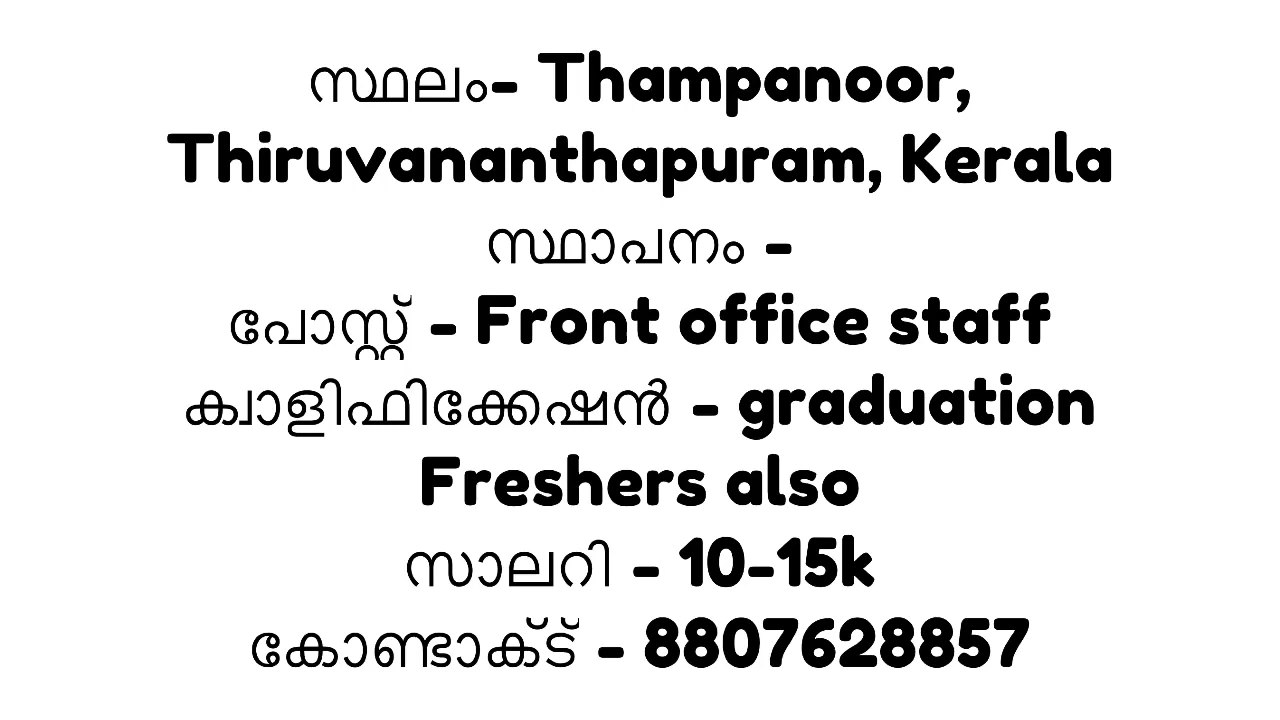 സ്ഥലം- Thampanoor,
Thiruvananthapuram, Kerala
സ്ഥാപനം -
പോസ്റ്റ് - Front office staff
ക്വാളിഫിക്കേഷൻ - graduation
Freshers also
സാലറി - 10-15k
കോണ്ടാക്ട് - 8807628857